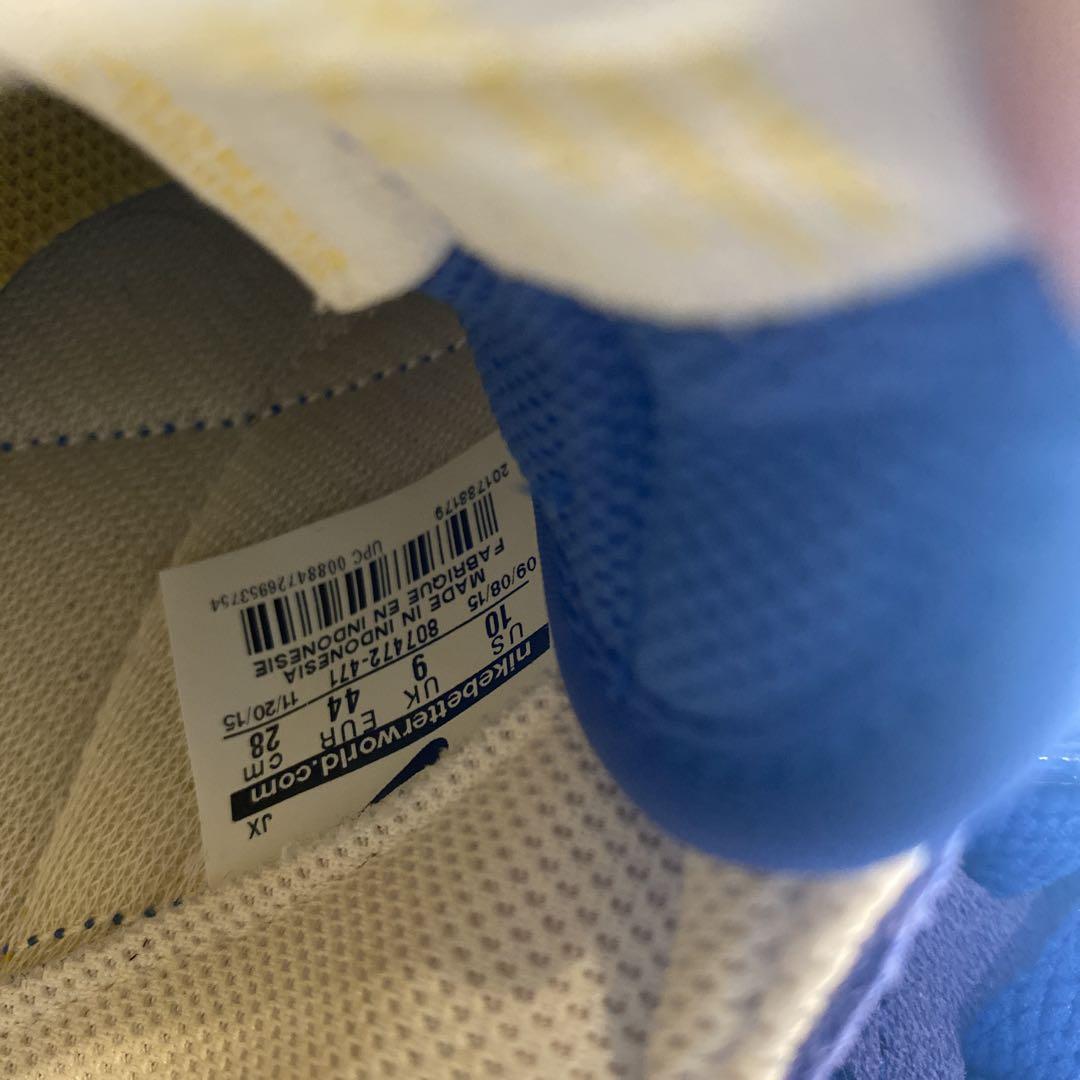 JX
nikebetterworld.com
US UK EUR cm
10 9 44 28
09/08/15 807472-471 11/20/15
MADE IN INDONESIA
FABRIQUE EN INDONESIE
UPC 00884726953754
201788179